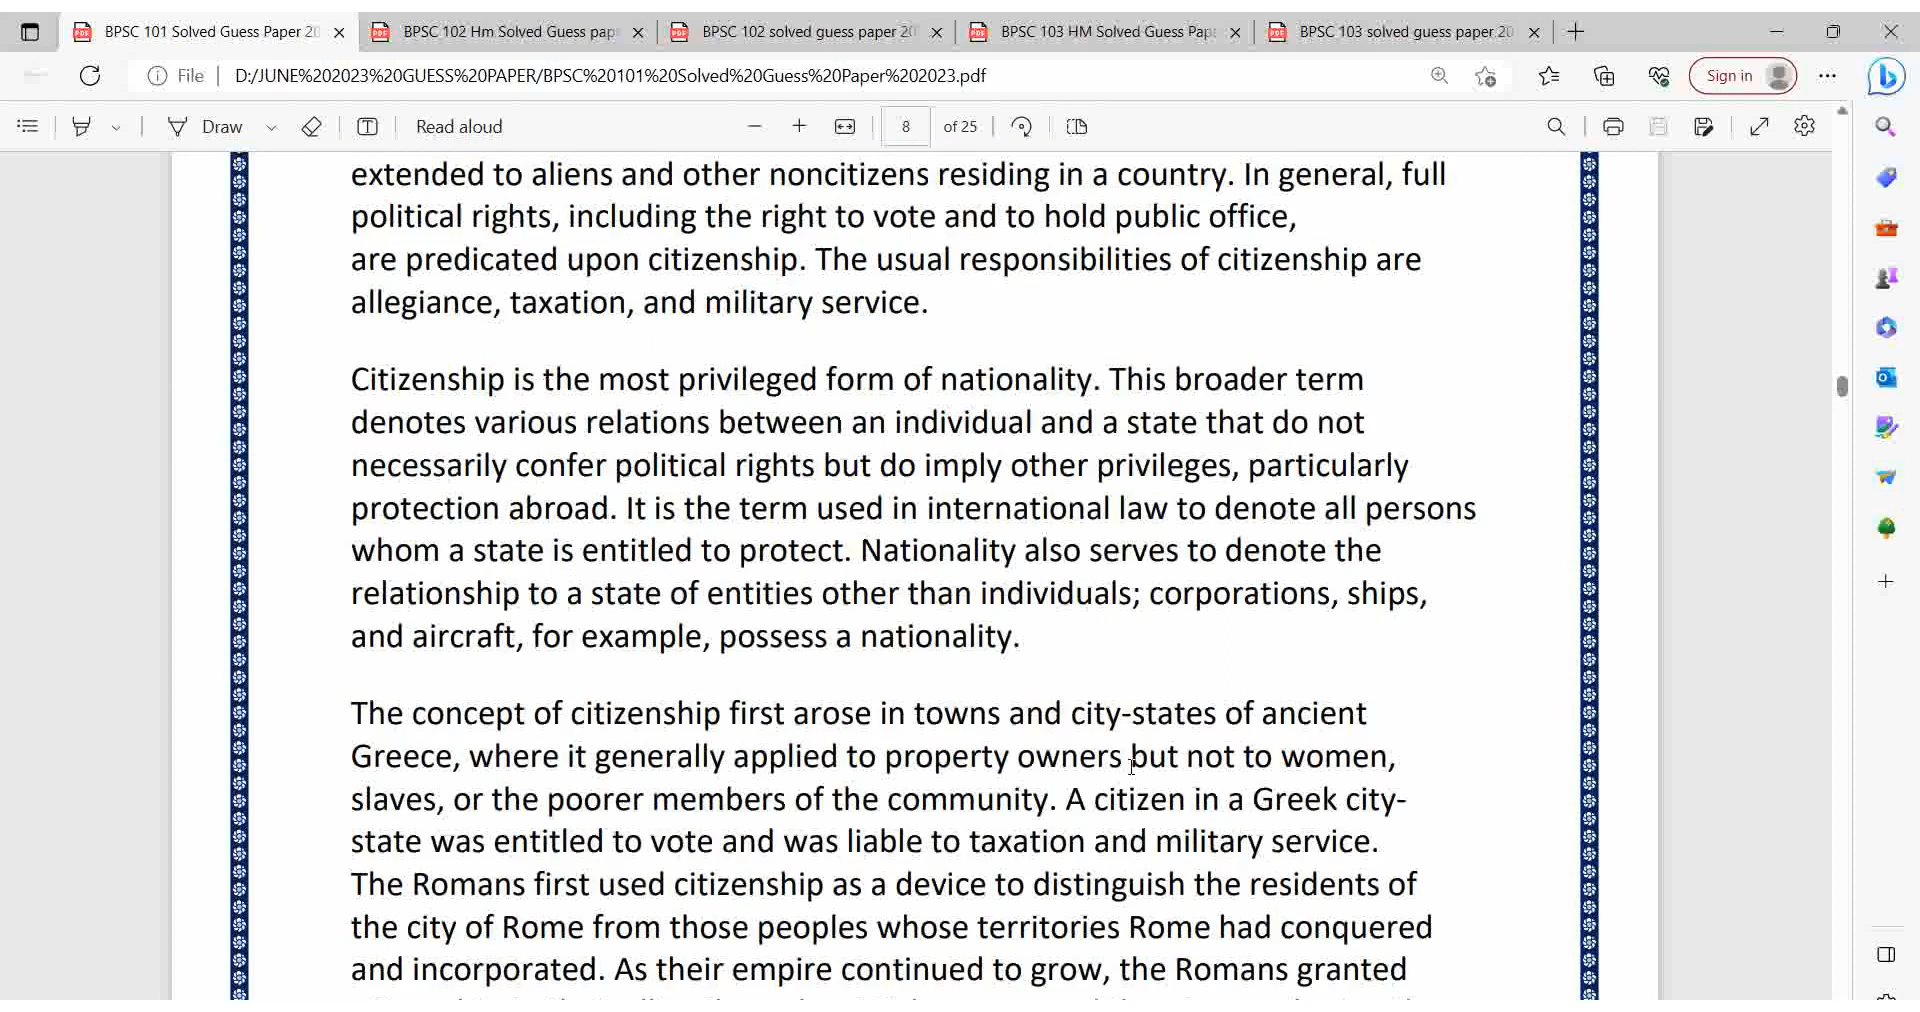 BPSC 101 Solved Guess Paper 20
BPSC 102 Hm Solved Guess pap
BPSC 102 solved guess paper 20
BPSC 103 HM Solved Guess Pap
BPSC 103 solved guess paper 20
File
D:/JUNE%202023%20GUESS%20PAPER/BPSC%20101%20Solved%20Guess%20Paper%202023.pdf
Sign in
Draw
Read aloud
8 of 25
extended to aliens and other noncitizens residing in a country. In general, full
political rights, including the right to vote and to hold public office,
are predicated upon citizenship. The usual responsibilities of citizenship are
allegiance, taxation, and military service.
Citizenship is the most privileged form of nationality. This broader term
denotes various relations between an individual and a state that do not
necessarily confer political rights but do imply other privileges, particularly
protection abroad. It is the term used in international law to denote all persons
whom a state is entitled to protect. Nationality also serves to denote the
relationship to a state of entities other than individuals; corporations, ships,
and aircraft, for example, possess a nationality.
The concept of citizenship first arose in towns and city-states of ancient
Greece, where it generally applied to property owners but not to women,
slaves, or the poorer members of the community. A citizen in a Greek city-
state was entitled to vote and was liable to taxation and military service.
The Romans first used citizenship as a device to distinguish the residents of
the city of Rome from those peoples whose territories Rome had conquered
and incorporated. As their empire continued to grow, the Romans granted